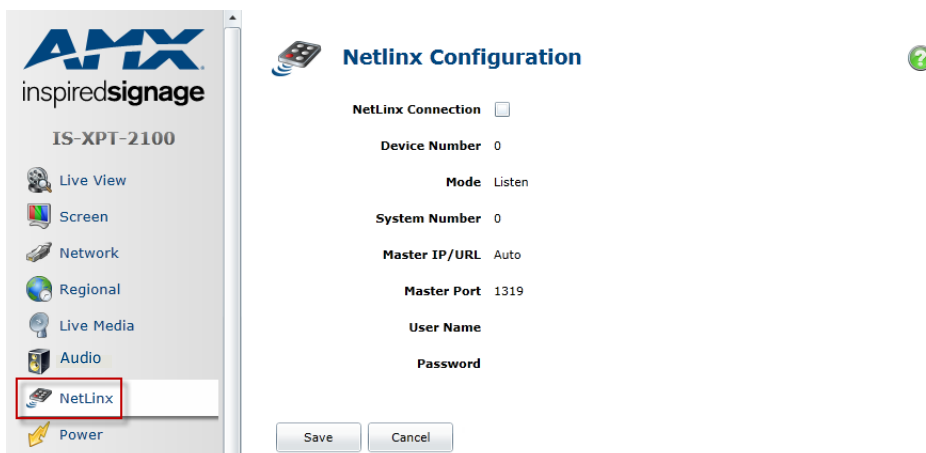 AMX
inspiredsignage
IS-XPT-2100
Live View
Screen
Network
Regional
Live Media
Audio
NetLinx
Power
Netlinx Configuration
?
NetLinx Connection
Device Number 0
Mode Listen
System Number 0
Master IP/URL Auto
Master Port 1319
User Name
Password
Save Cancel